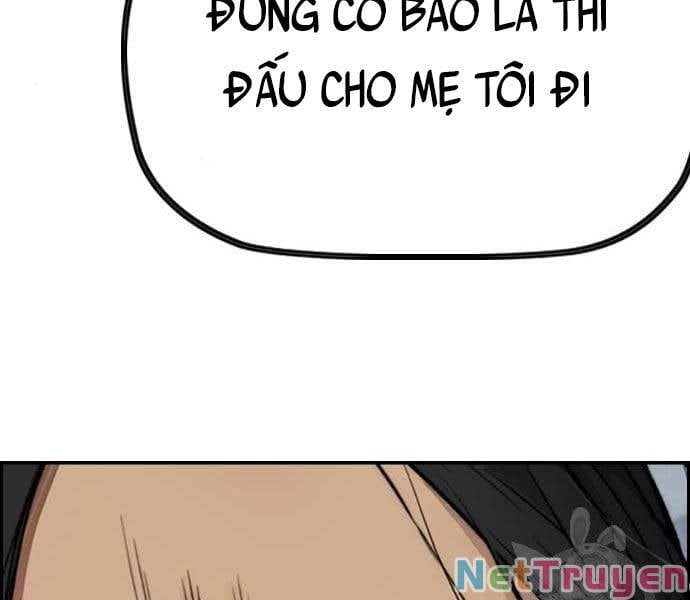 ĐỪNG CÓ BẢO LÀ THI
ĐẤU CHO MẸ TÔI ĐI
NetTruyen